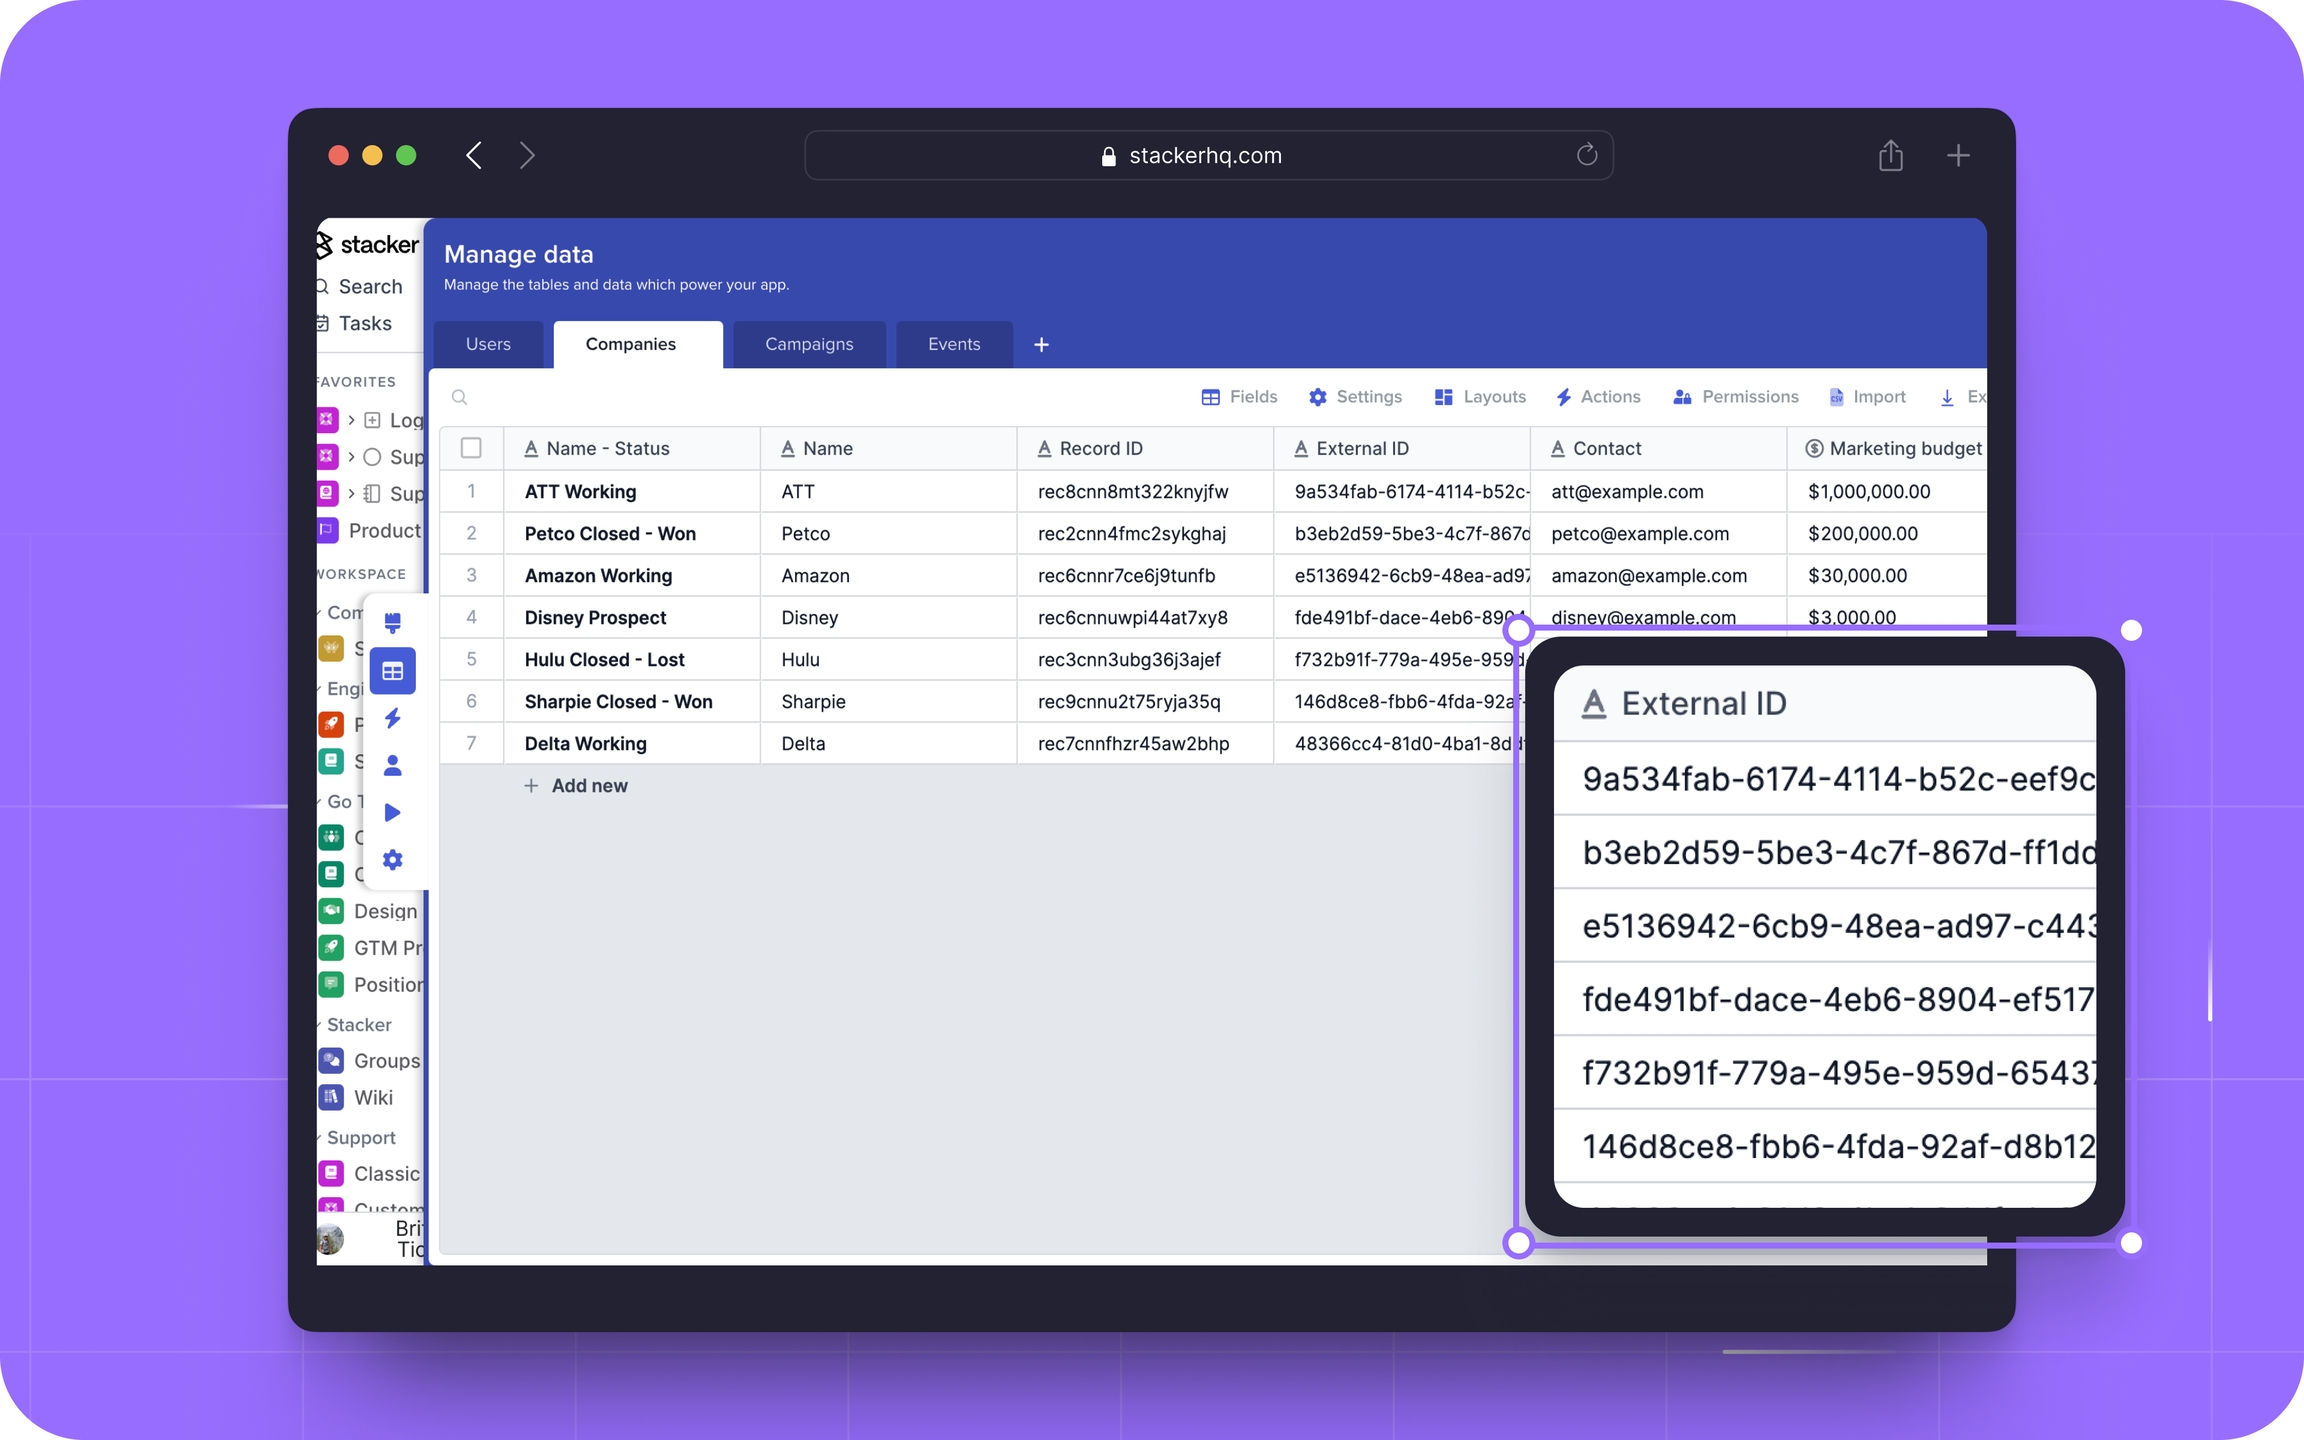 stackerhq.com
stacker
Search
Tasks
FAVORITES
Log
Sup
Sup
Product
WORKSPACE
Com
S
Engi
P
S
Go T
C
C
Design
GTM Pr
Position
Stacker
Groups
Wiki
Support
Classic
Custom
Brit
Tic
Manage data
Manage the tables and data which power your app.
Users Companies Campaigns Events +
Fields Settings Layouts Actions Permissions Import Ex
Name - Status Name Record ID External ID Contact Marketing budget
1 ATT Working ATT rec8cnn8mt322knyjfw 9a534fab-6174-4114-b52c- att@example.com $1,000,000.00
2 Petco Closed - Won Petco rec2cnn4fmc2sykghaj b3eb2d59-5be3-4c7f-867d petco@example.com $200,000.00
3 Amazon Working Amazon rec6cnnr7ce6j9tunfb e5136942-6cb9-48ea-ad97 amazon@example.com $30,000.00
4 Disney Prospect Disney rec6cnnuwpi44at7xy8 fde491bf-dace-4eb6-8904- disney@example.com $3,000.00
5 Hulu Closed - Lost Hulu rec3cnn3ubg36j3ajef f732b91f-779a-495e-959d-
6 Sharpie Closed - Won Sharpie rec9cnnu2t75ryja35q 146d8ce8-fbb6-4fda-92af-
7 Delta Working Delta rec7cnnfhzr45aw2bhp 48366cc4-81d0-4ba1-8dd
+ Add new
External ID
9a534fab-6174-4114-b52c-eef9c
b3eb2d59-5be3-4c7f-867d-ff1dd
e5136942-6cb9-48ea-ad97-c443
fde491bf-dace-4eb6-8904-ef517
f732b91f-779a-495e-959d-65437
146d8ce8-fbb6-4fda-92af-d8b12